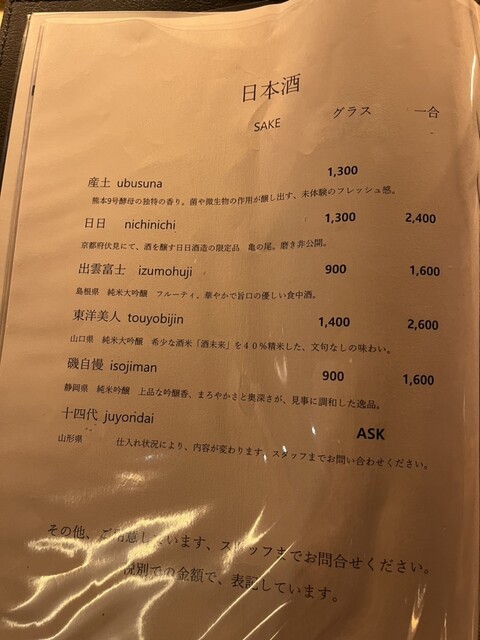 日本酒
SAKE グラス 一合
産土 ubusuna 1,300
熊本9号酵母の独特の香り。菌や微生物の作用が醸し出す、未体験のフレッシュ感。
日日 nichinichi 1,300 2,400
京都府伏見にて、酒を醸す日日酒造の限定品 亀の尾。磨き非公開。
出雲富士 izumohuji 900 1,600
島根県 純米大吟醸 フルーティ、華やかで旨口の優しい食中酒。
東洋美人 touyobijin 1,400 2,600
山口県 純米大吟醸 希少な酒米「酒未来」を40％精米した、文句なしの味わい。
磯自慢 isojiman 900 1,600
静岡県 純米吟醸 上品な吟醸香、まろやかさと奥深さが、見事に調和した逸品。
十四代 juyondai ASK
山形県 仕入れ状況により、内容が変わります。スタッフまでお問い合わせください。
その他、ご用意しています、スタッフまでお問合せください。
税別での金額で、表記しています。